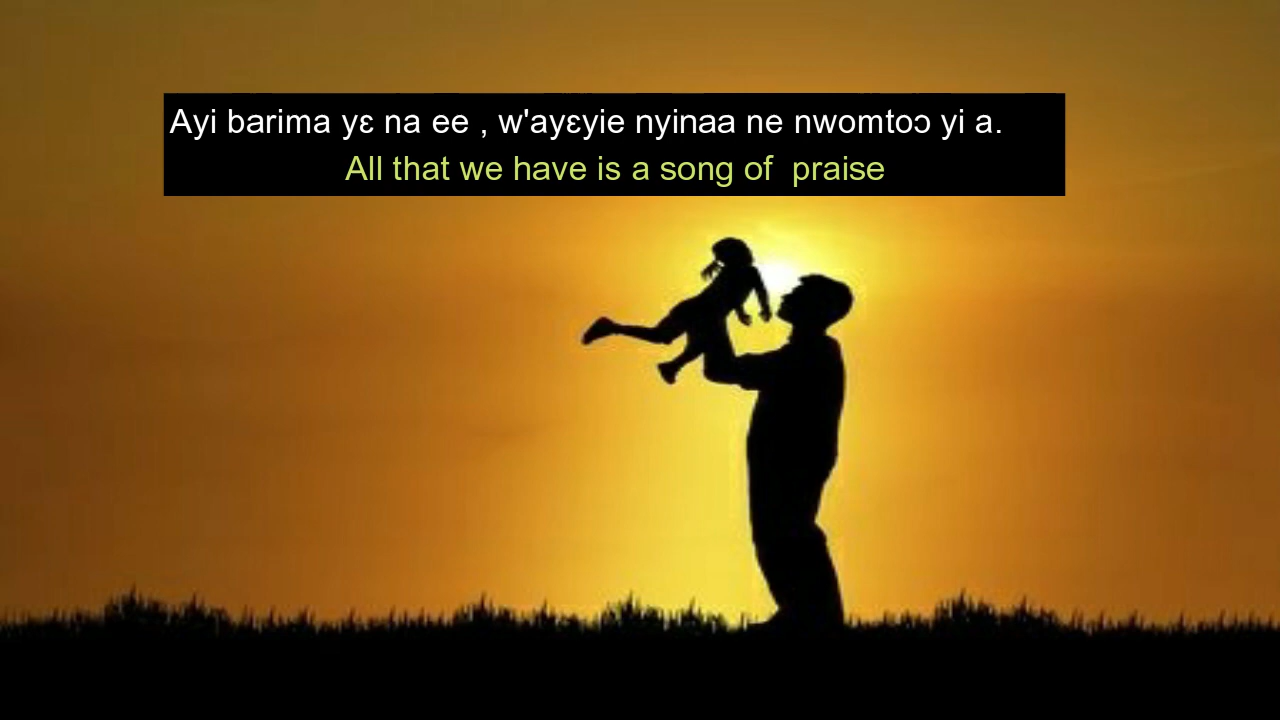 Ayi barima yɛ na ee , w'ayɛyie nyinaa ne nwomtoɔ yi a.
All that we have is a song of  praise